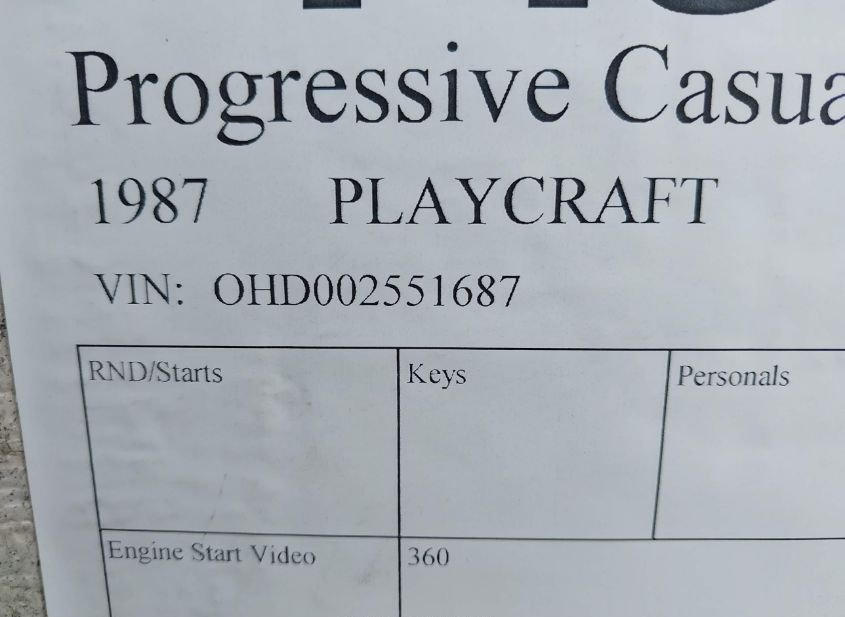 Progressive Casua
1987 PLAYCRAFT
VIN: OHD002551687
RND/Starts Keys Personals
Engine Start Video 360